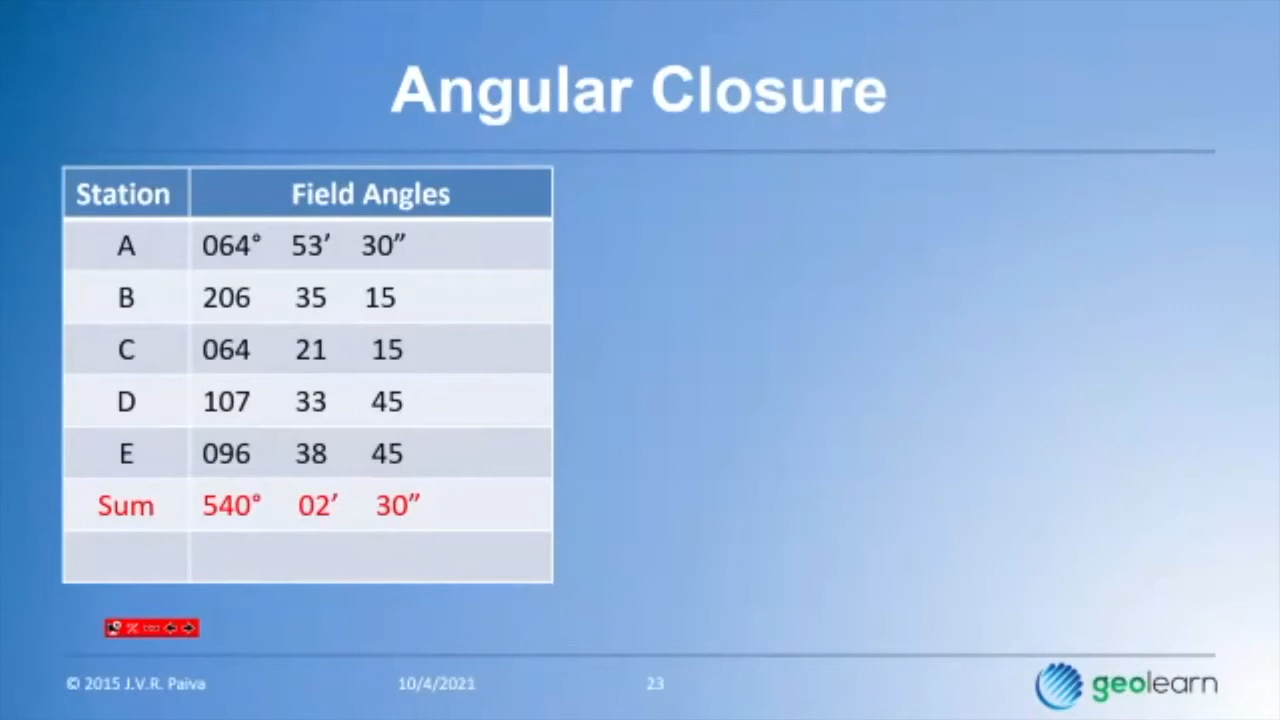 Angular Closure
Station Field Angles
A 064° 53’ 30”
B 206 35 15
C 064 21 15
D 107 33 45
E 096 38 45
Sum 540° 02’ 30”
© 2015 J.V.R. Paiva 10/4/2021 23 geolearn